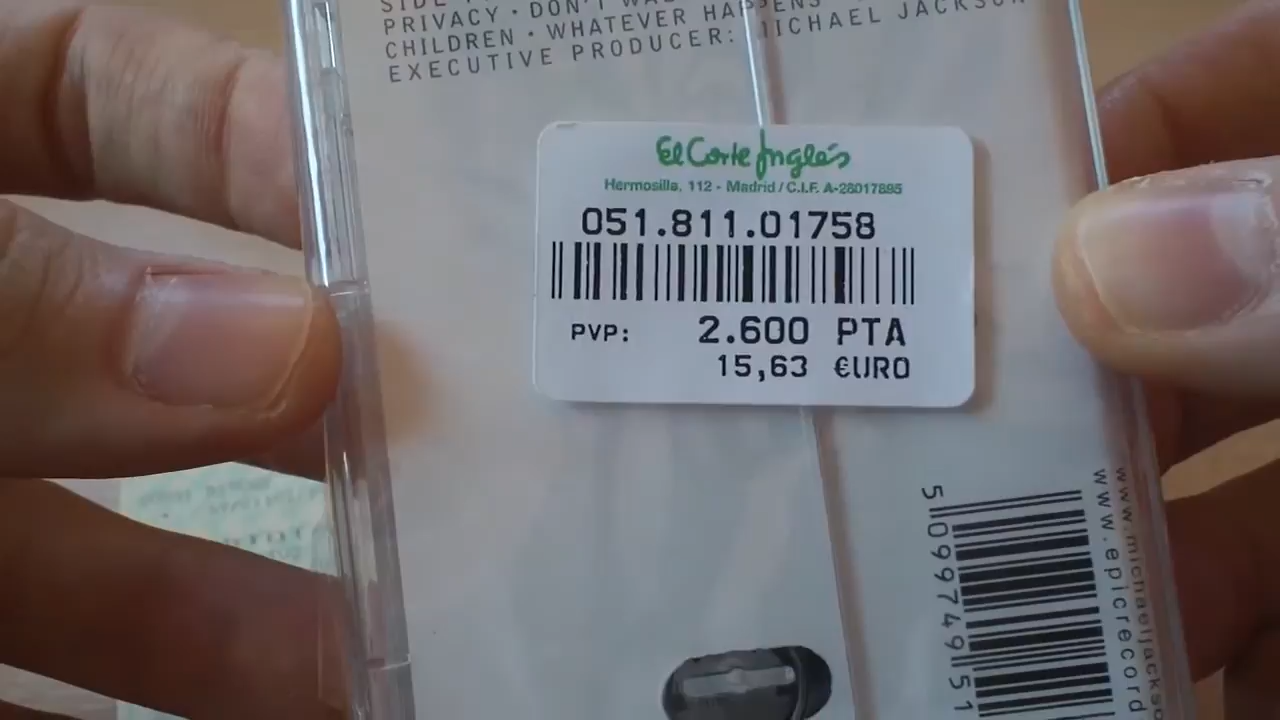 SIDE
PRIVACY · DON'T
CHILDREN · WHATEVER HAPPENS
EXECUTIVE PRODUCER: MICHAEL JACKSON
El Corte Inglés
Hermosilla, 112 - Madrid / C.I.F. A-28017895
051.811.01758
PVP: 2.600 PTA
15,63 €URO
5 099749 51
www.michaeljackso
www.epicrecord